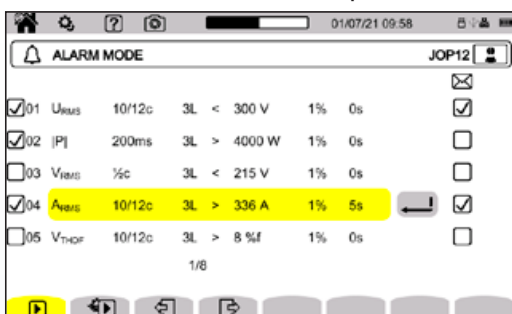 ? 01/07/21 09:58
ALARM MODE JOP12
01 URMS 10/12c 3L < 300 V 1% 0s
02 |P| 200ms 3L > 4000 W 1% 0s
03 VRMS ½c 3L < 215 V 1% 0s
04 ARMS 10/12c 3L > 336 A 1% 5s
05 VTHDF 10/12c 3L > 8 %f 1% 0s
1/8